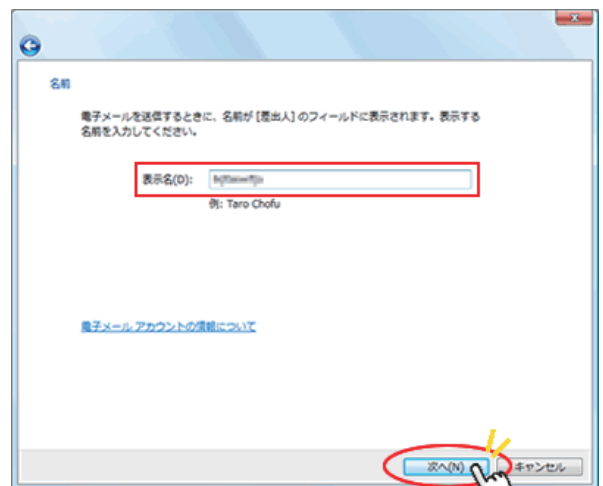 名前
電子メールを送信するときに、名前が [差出人] のフィールドに表示されます。表示する
名前を入力してください。
表示名(D):
例: Taro Chofu
電子メール アカウントの情報について
次へ(N)
キャンセル